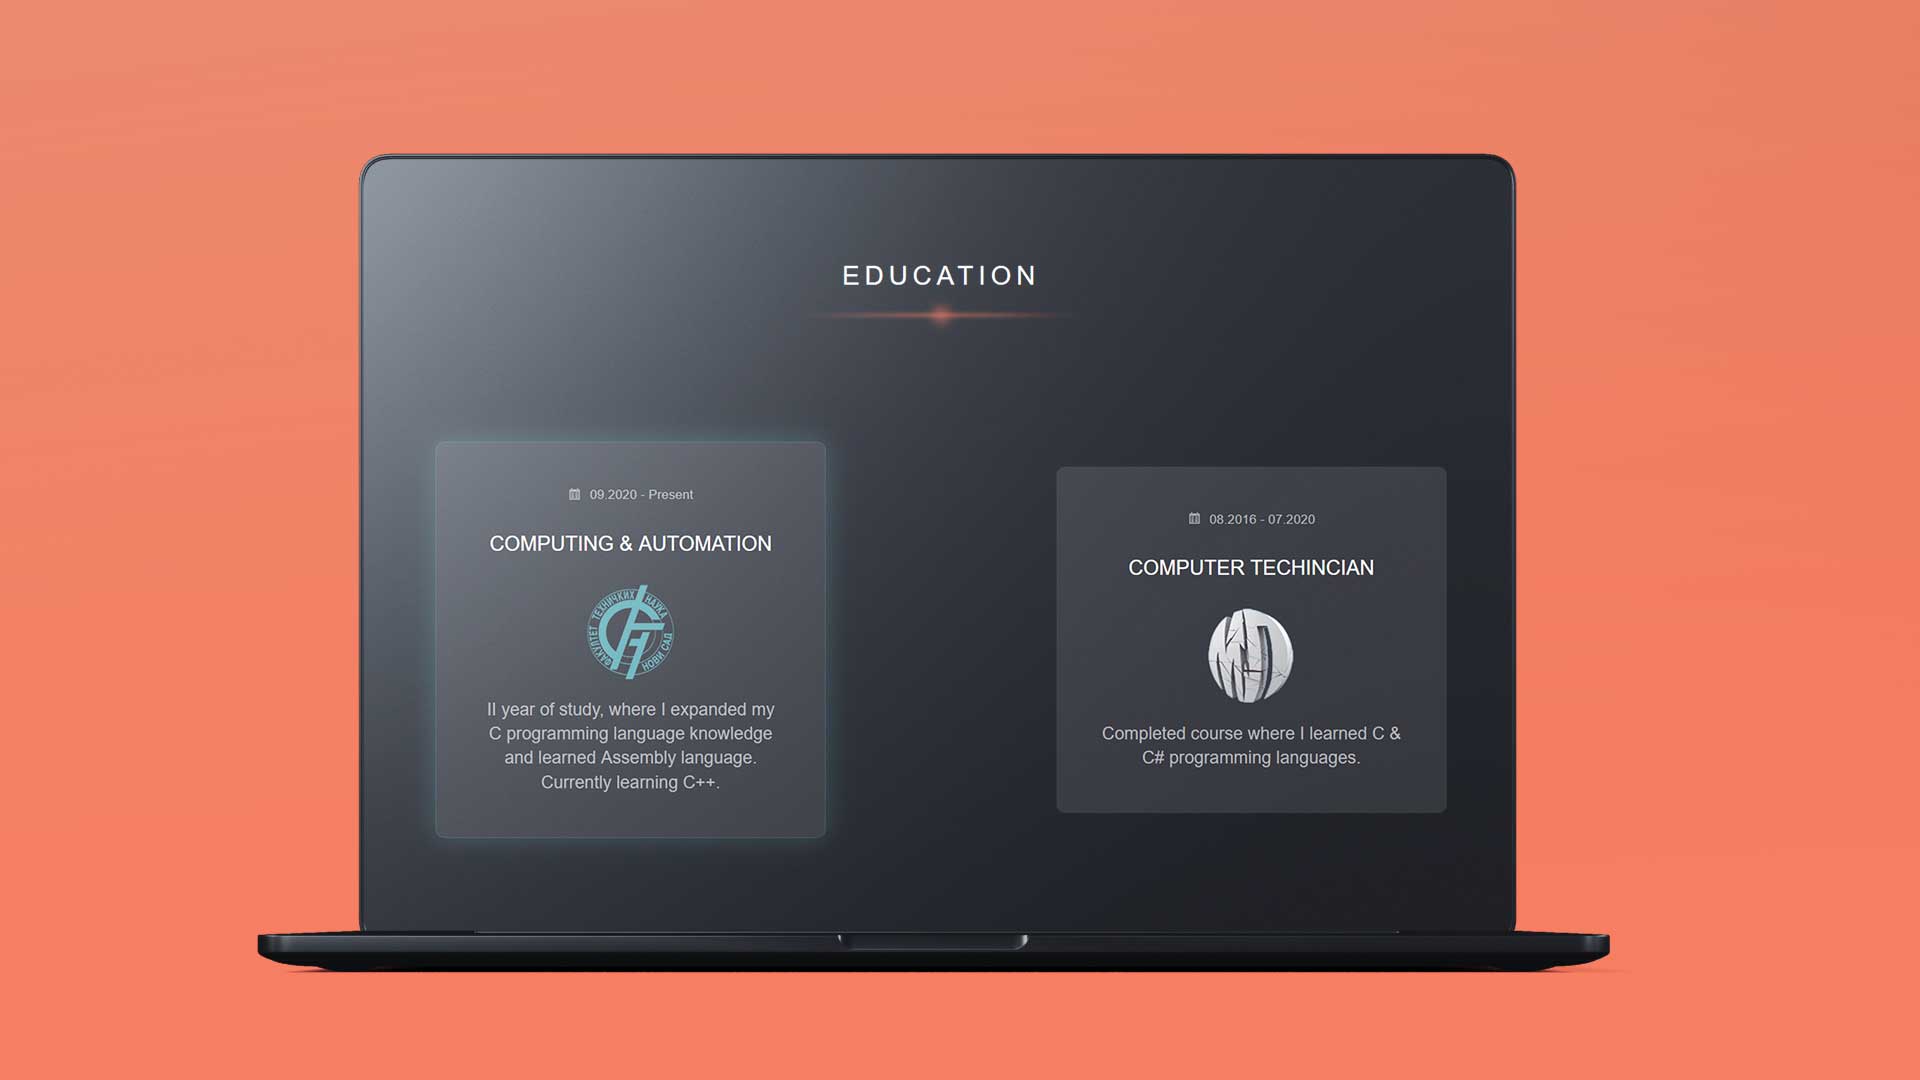 EDUCATION
09.2020 - Present
COMPUTING & AUTOMATION
ФАКУЛТЕТ ТЕХНИЧКИХ НАУКА
НОВИ САД
II year of study, where I expanded my
C programming language knowledge
and learned Assembly language.
Currently learning C++.
08.2016 - 07.2020
COMPUTER TECHINCIAN
Completed course where I learned C &
C# programming languages.